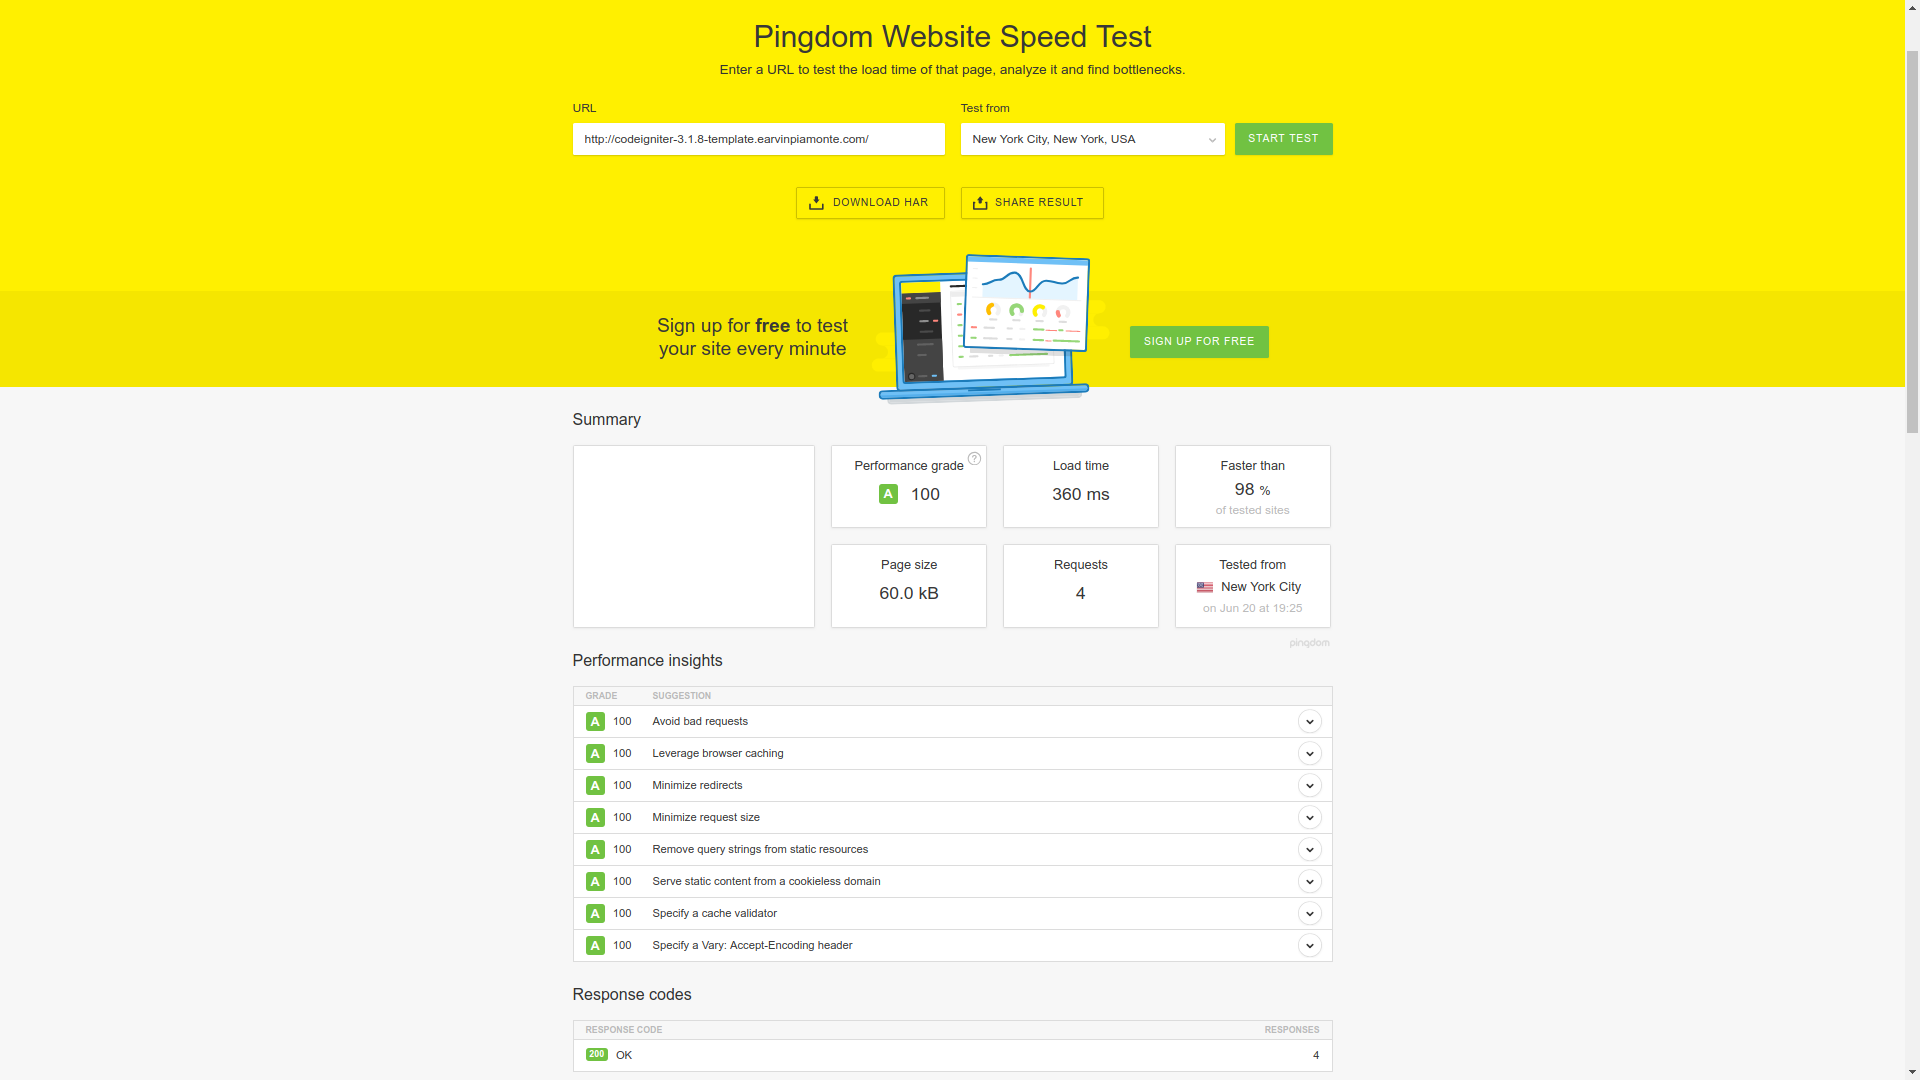 Pingdom Website Speed Test
Enter a URL to test the load time of that page, analyze it and find bottlenecks.
URL
Test from
http://codeigniter-3.1.8-template.earvinpiamonte.com/
New York City, New York, USA
START TEST
DOWNLOAD HAR
SHARE RESULT
Sign up for free to test
your site every minute
SIGN UP FOR FREE
Summary
Performance grade
?
A 100
Load time
360 ms
Faster than
98 %
of tested sites
Page size
60.0 kB
Requests
4
Tested from
New York City
on Jun 20 at 19:25
pingdom
Performance insights
GRADE SUGGESTION
A 100 Avoid bad requests
A 100 Leverage browser caching
A 100 Minimize redirects
A 100 Minimize request size
A 100 Remove query strings from static resources
A 100 Serve static content from a cookieless domain
A 100 Specify a cache validator
A 100 Specify a Vary: Accept-Encoding header
Response codes
RESPONSE CODE RESPONSES
200 OK 4